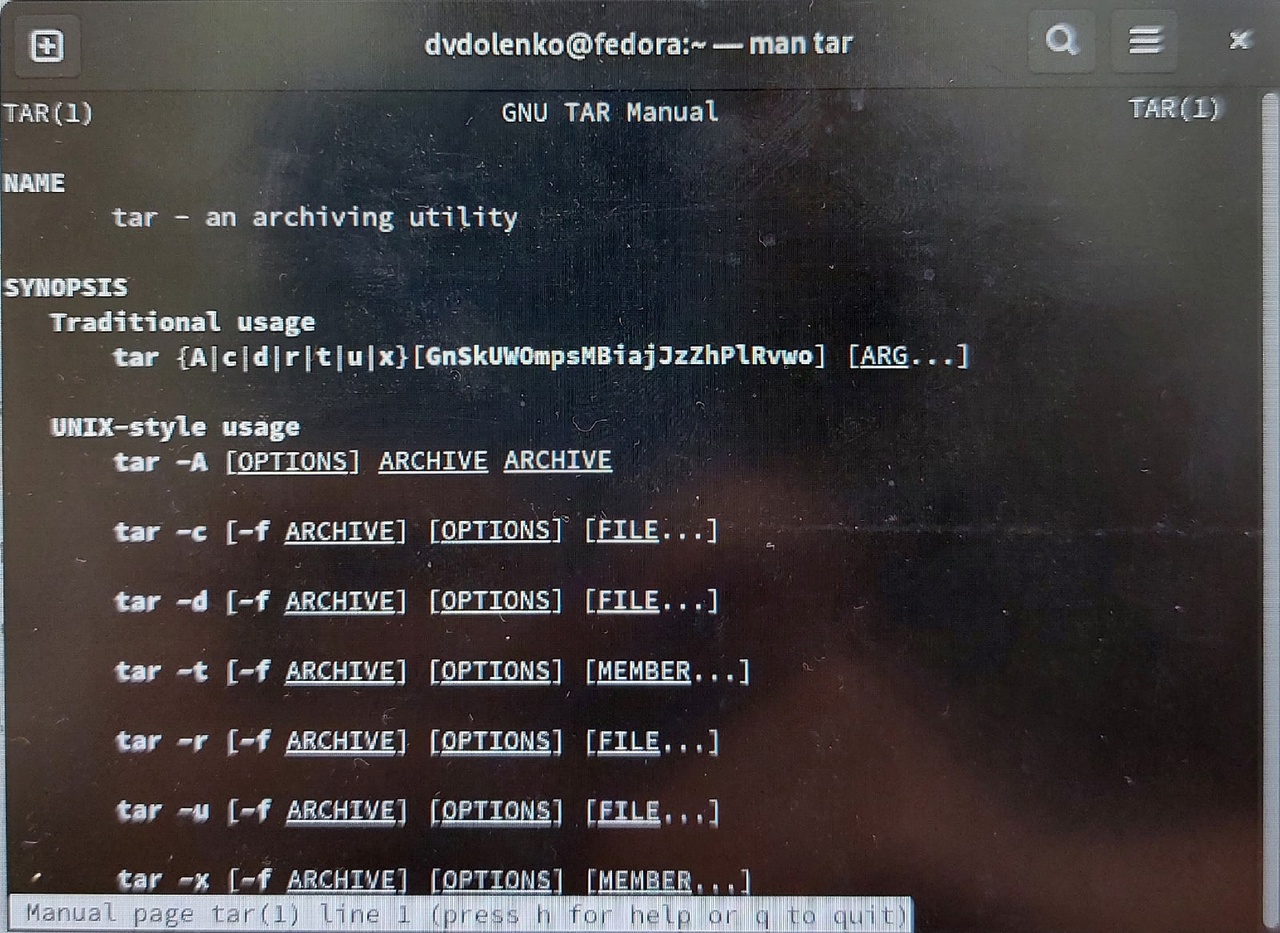 dvdolenko@fedora:~ — man tar
TAR(1) GNU TAR Manual TAR(1)
NAME
tar - an archiving utility
SYNOPSIS
Traditional usage
tar {A|c|d|r|t|u|x}[GnSkUWOmpsMBiajJzZhPlRvwo] [ARG...]
UNIX-style usage
tar -A [OPTIONS] ARCHIVE ARCHIVE
tar -c [-f ARCHIVE] [OPTIONS] [FILE...]
tar -d [-f ARCHIVE] [OPTIONS] [FILE...]
tar -t [-f ARCHIVE] [OPTIONS] [MEMBER...]
tar -r [-f ARCHIVE] [OPTIONS] [FILE...]
tar -u [-f ARCHIVE] [OPTIONS] [FILE...]
tar -x [-f ARCHIVE] [OPTIONS] [MEMBER...]
Manual page tar(1) line 1 (press h for help or q to quit)